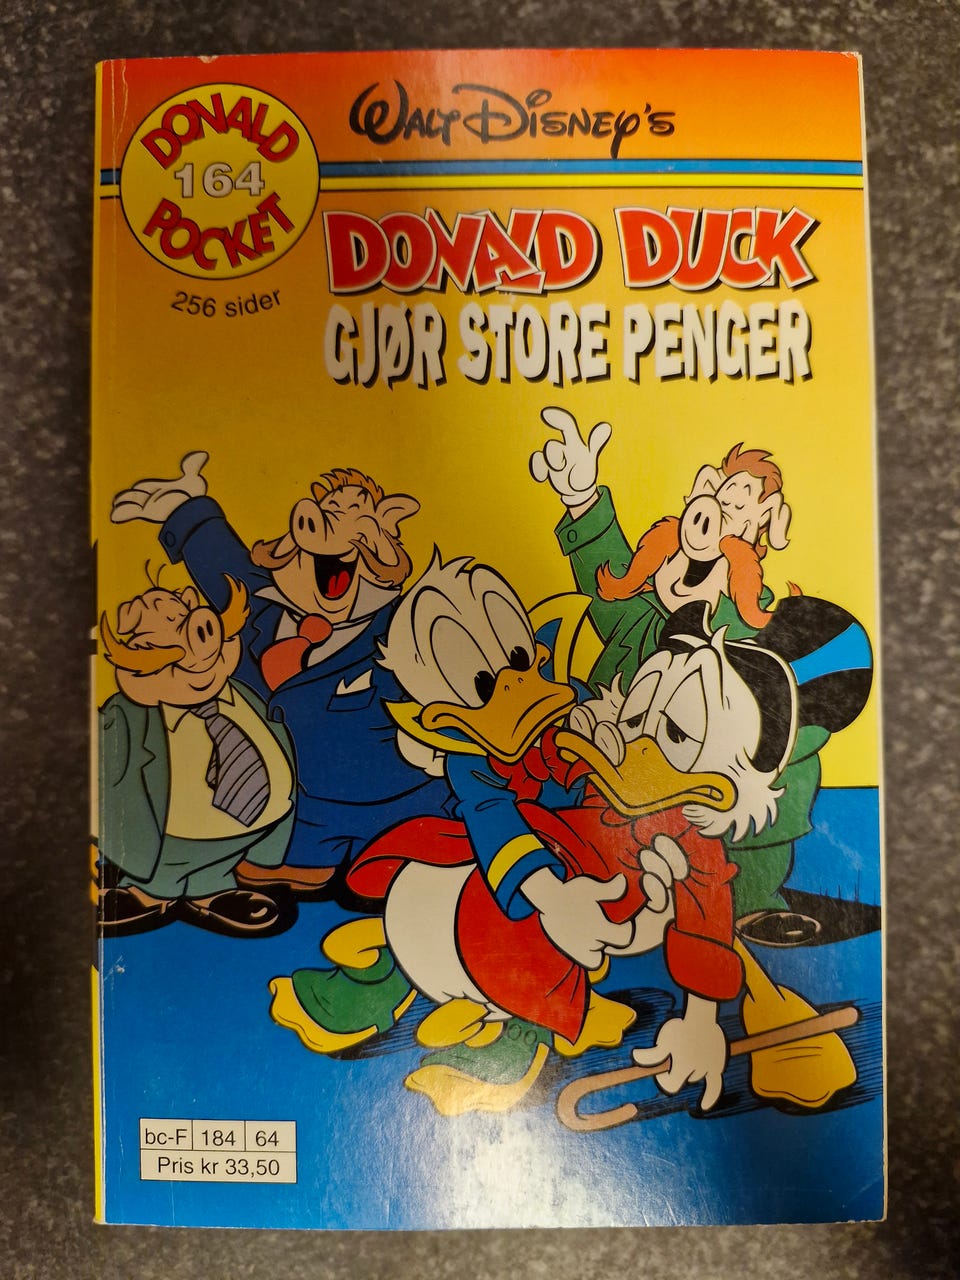 WALT DISNEY'S
DONALD
164
POCKET
256 sider
DONALD DUCK
GJØR STORE PENGER
bc-F 184 64
Pris kr 33,50